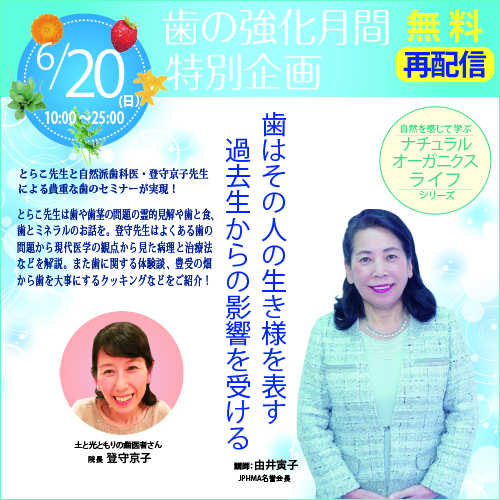 歯の強化月間
特別企画
無料
再配信
6/20
(日)
10:00 〜25:00
自然を感じて学ぶ
ナチュラル
オーガニクス
ライフ
シリーズ
とらこ先生と自然派歯科医・登守京子先生
による貴重な歯のセミナーが実現！
とらこ先生は歯や歯茎の問題の霊的見解や歯と食、
歯とミネラルのお話を。登守先生はよくある歯の
問題から現代医学の観点から見た病理と治療法
などを解説。また歯に関する体験談、豊受の畑
から歯を大事にするクッキングなどをご紹介！
歯はその人の生き様を表す
過去生からの影響を受ける
土と光ともりの歯医者さん
院長 登守京子
講師：由井寅子
JPHMA名誉会長